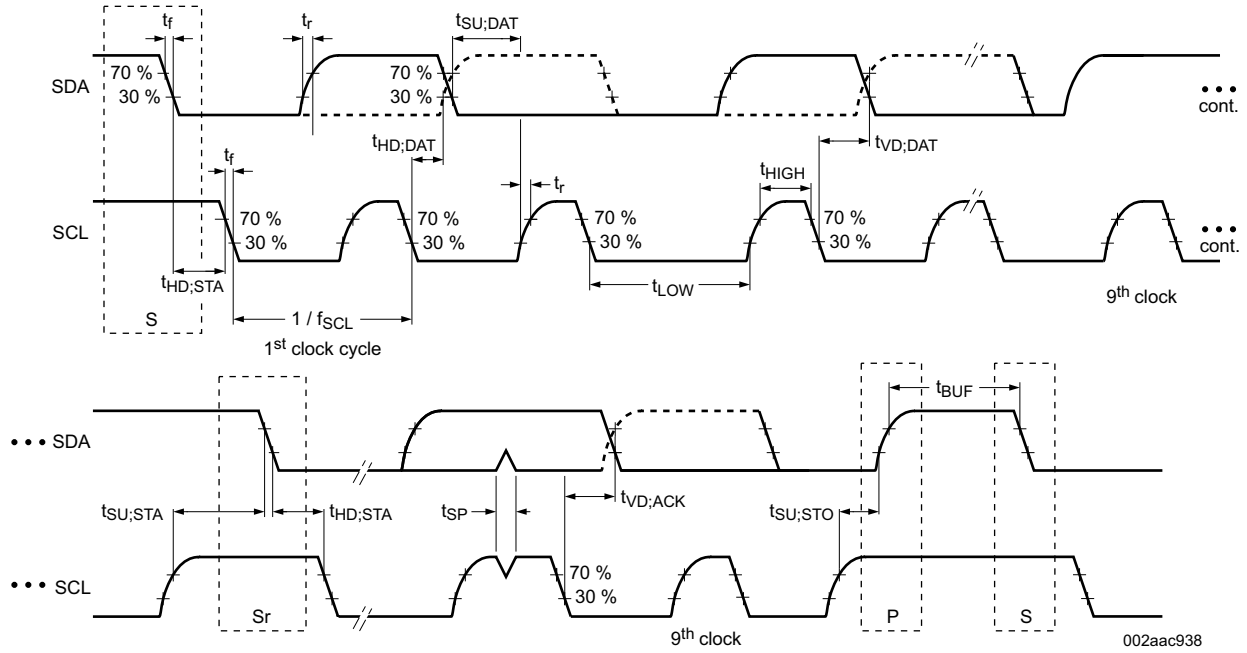 tf
tr
tSU;DAT
SDA
70 %
30 %
70 %
30 %
cont.
tf
tHD;DAT
tr
tHIGH
tVD;DAT
SCL
70 %
30 %
70 %
30 %
70 %
30 %
70 %
30 %
cont.
tHD;STA
tLOW
9th clock
S
1 / fSCL
1st clock cycle
tBUF
SDA
tSU;STA
tHD;STA
tSP
tVD;ACK
tSU;STO
SCL
70 %
30 %
Sr
9th clock
P
S
002aac938